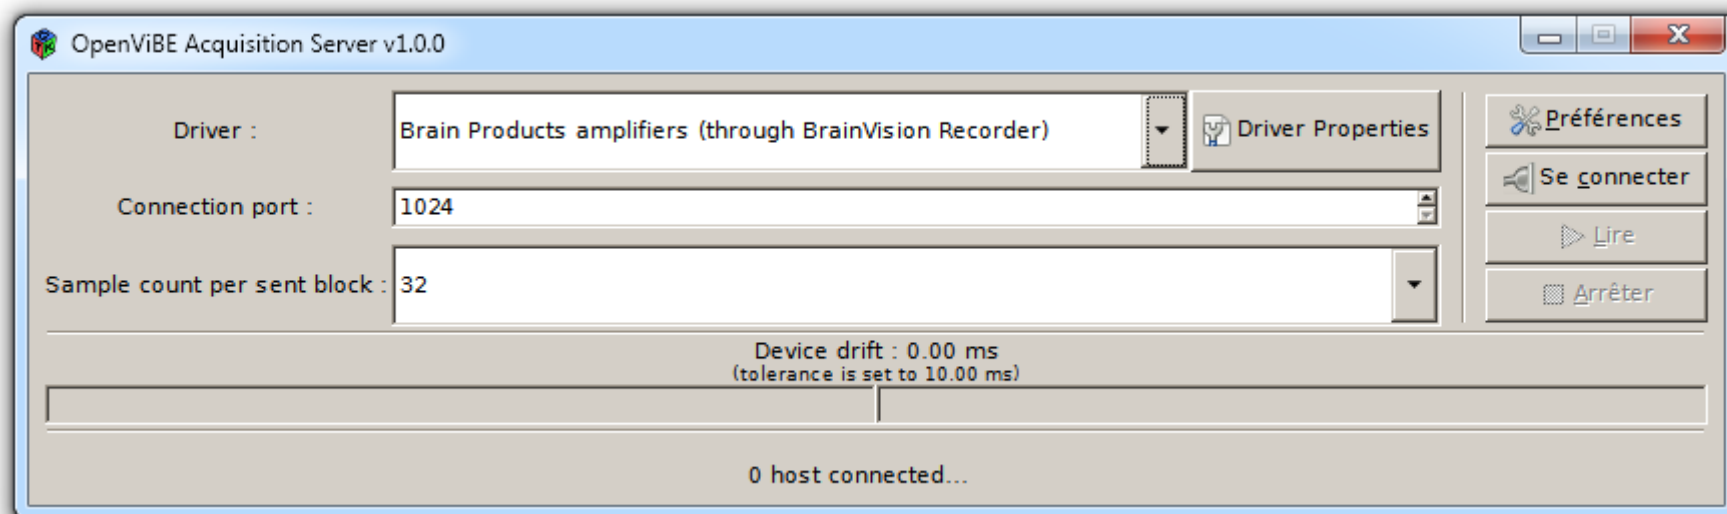 OpenViBE Acquisition Server v1.0.0
Driver :
Brain Products amplifiers (through BrainVision Recorder)
Driver Properties
Préférences
Connection port :
1024
Se connecter
Lire
Sample count per sent block :
32
Arrêter
Device drift : 0.00 ms
(tolerance is set to 10.00 ms)
0 host connected...